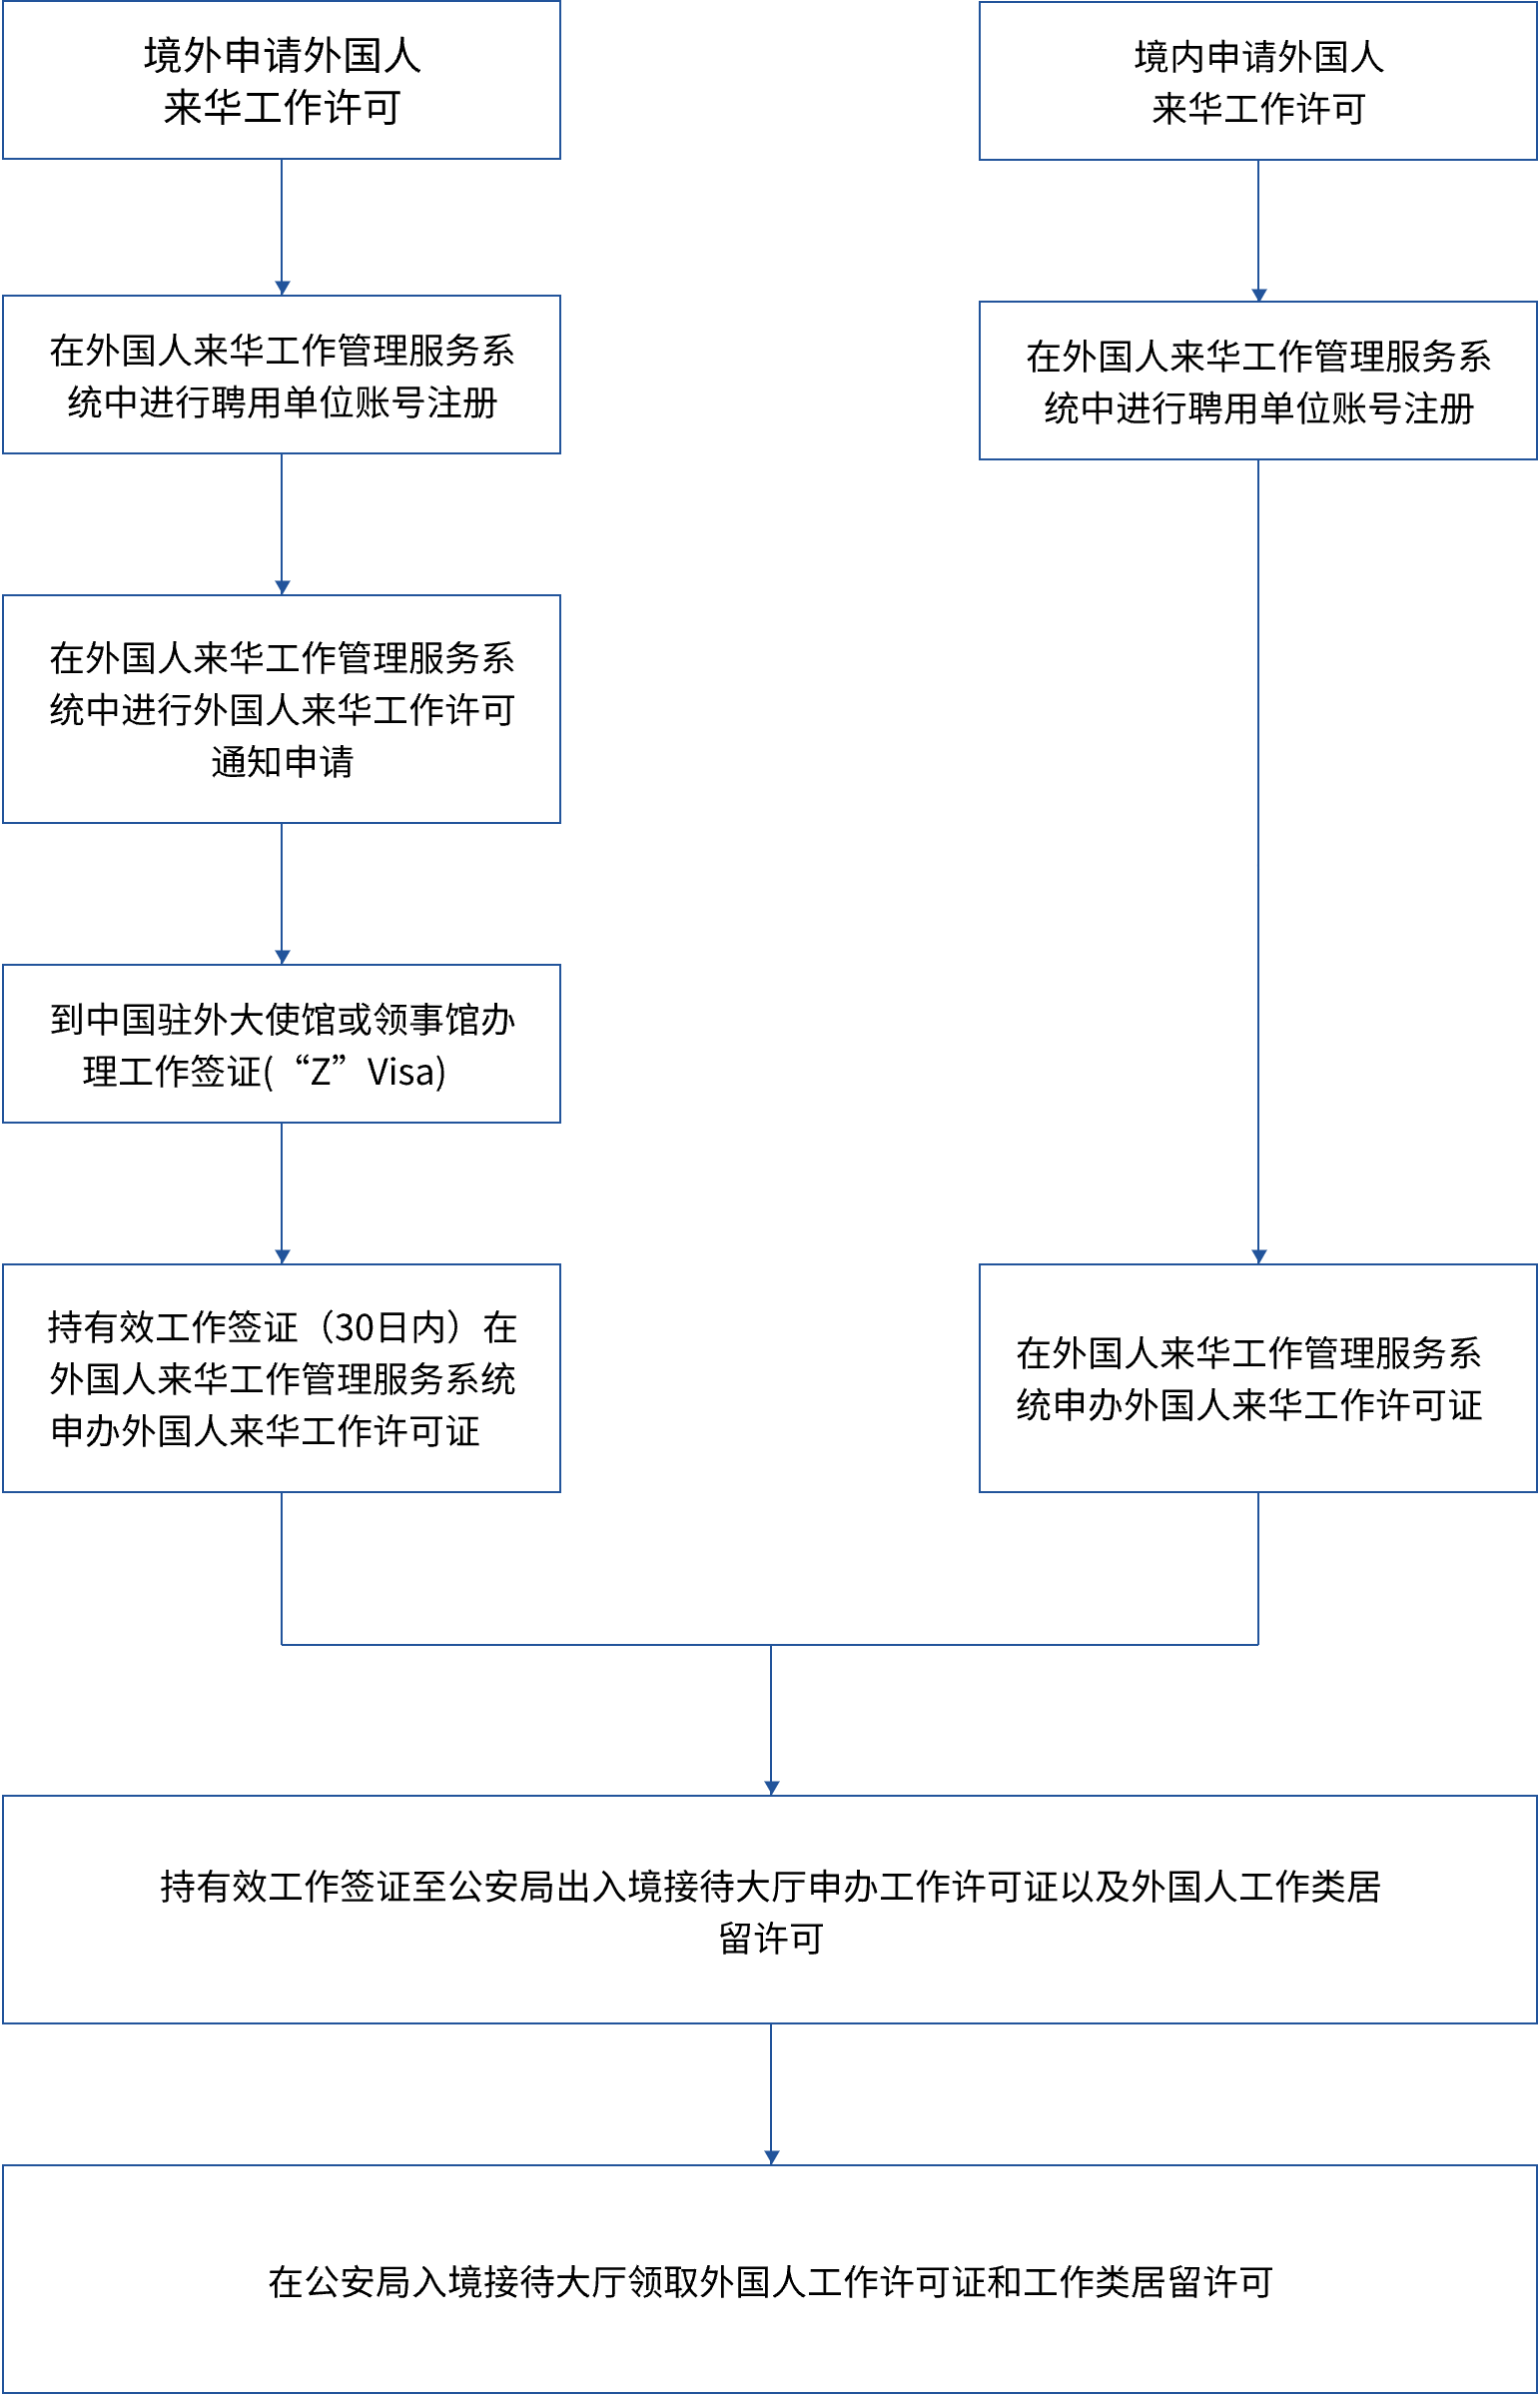 境外申请外国人
来华工作许可
境内申请外国人
来华工作许可
在外国人来华工作管理服务系
统中进行聘用单位账号注册
在外国人来华工作管理服务系
统中进行聘用单位账号注册
在外国人来华工作管理服务系
统中进行外国人来华工作许可
通知申请
到中国驻外大使馆或领事馆办
理工作签证(“Z”Visa)
持有效工作签证（30日内）在
外国人来华工作管理服务系统
申办外国人来华工作许可证
在外国人来华工作管理服务系
统申办外国人来华工作许可证
持有效工作签证至公安局出入境接待大厅申办工作许可证以及外国人工作类居
留许可
在公安局入境接待大厅领取外国人工作许可证和工作类居留许可